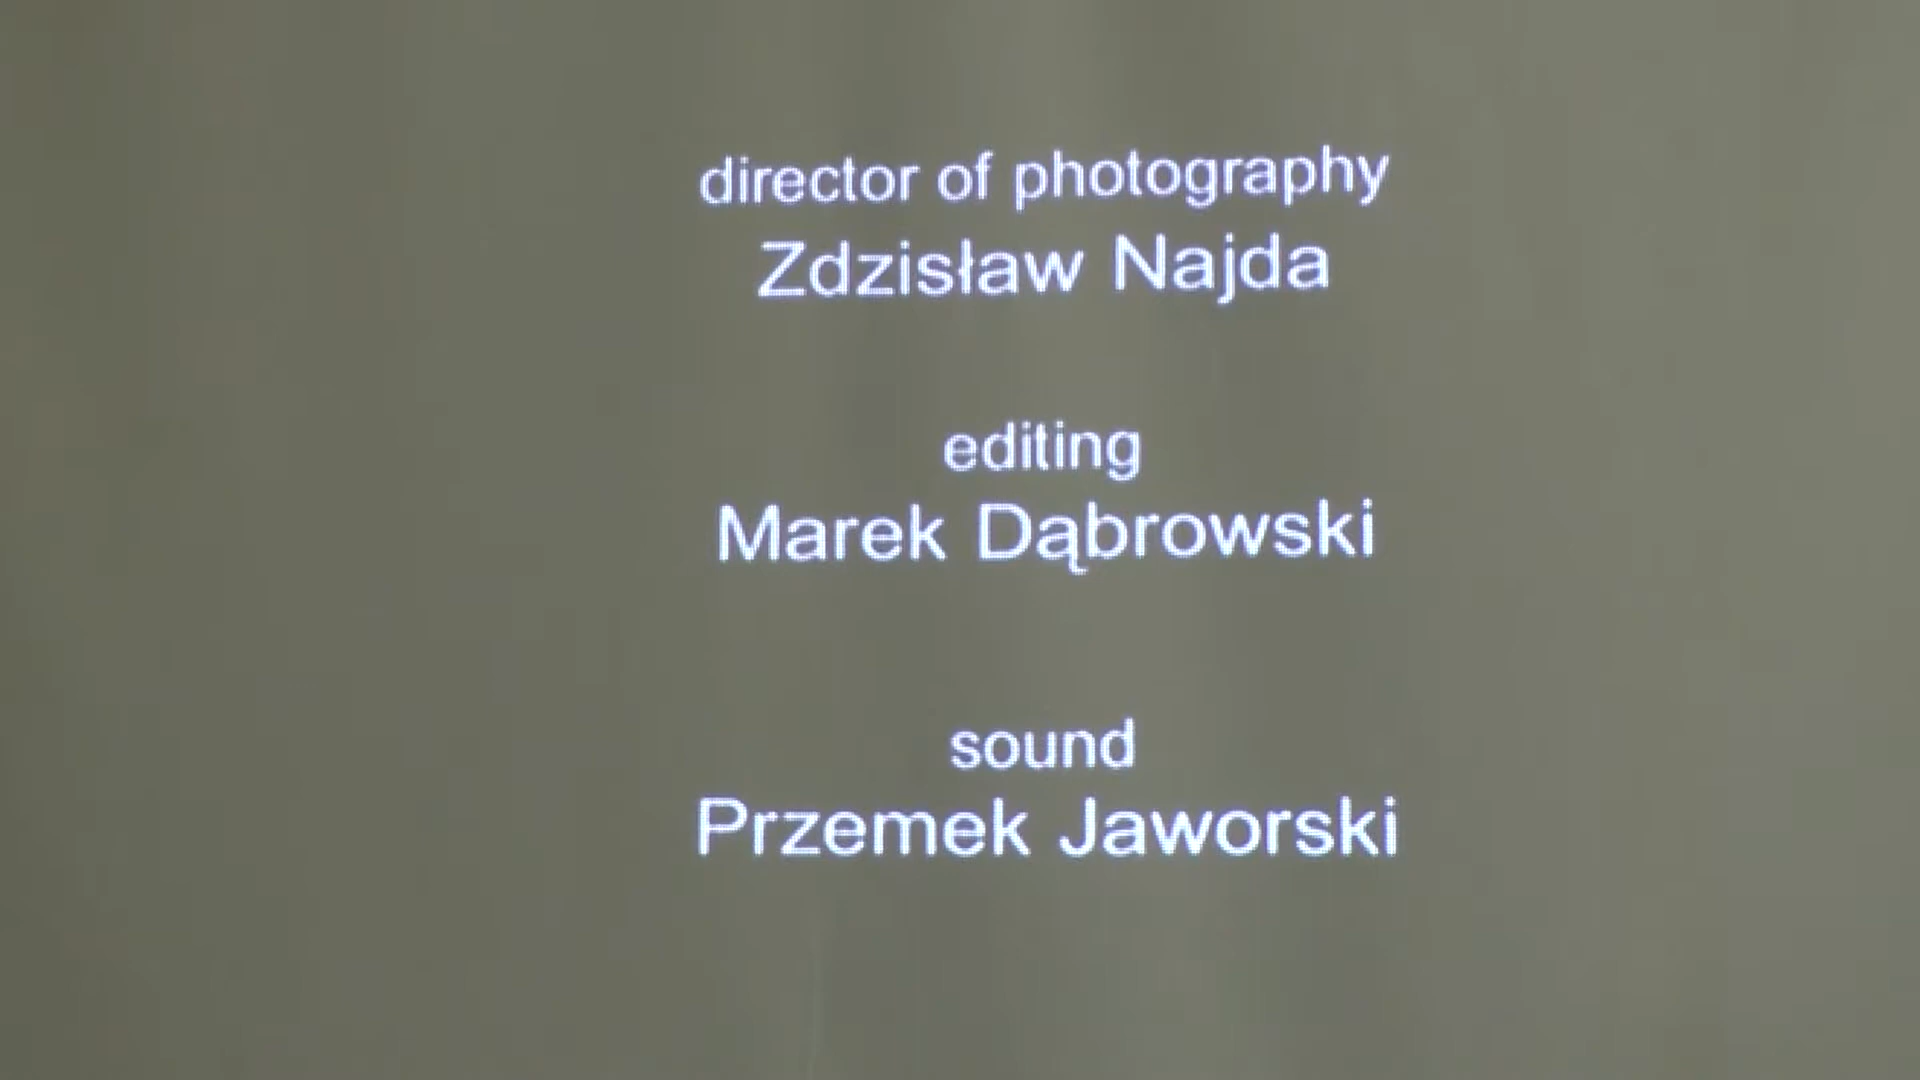 director of photography
Zdzisław Najda
editing
Marek Dąbrowski
sound
Przemek Jaworski